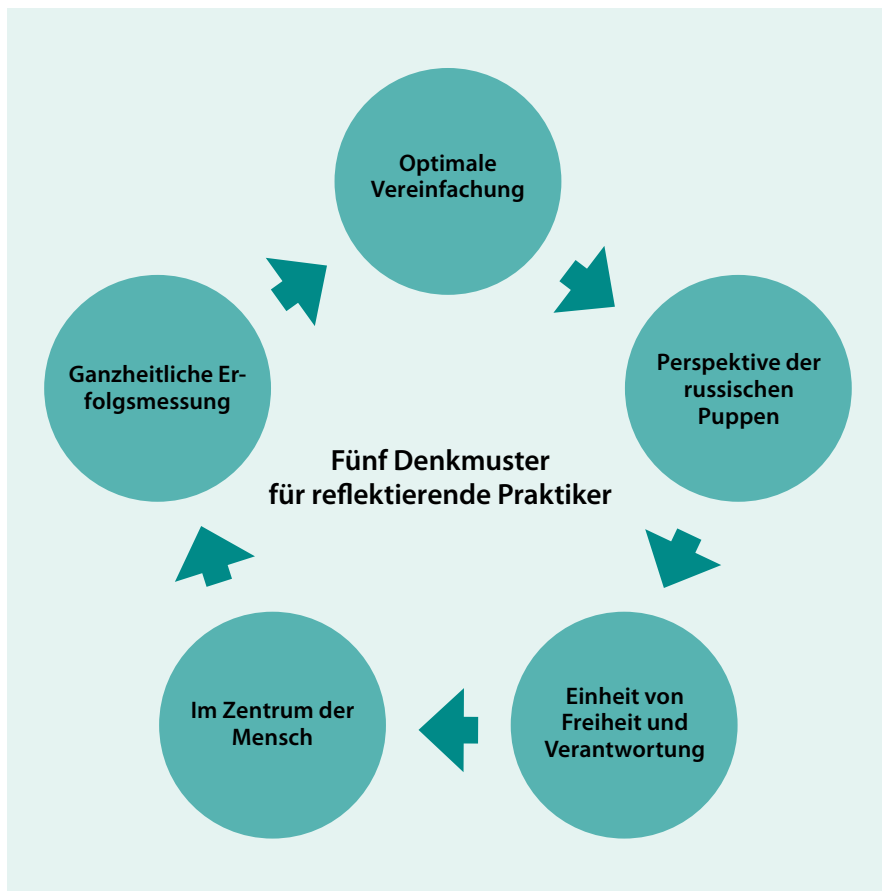 Optimale
Vereinfachung
Perspektive der
russischen
Puppen
Einheit von
Freiheit und
Verantwortung
Im Zentrum der
Mensch
Ganzheitliche Er-
folgsmessung
Fünf Denkmuster
für reflektierende Praktiker